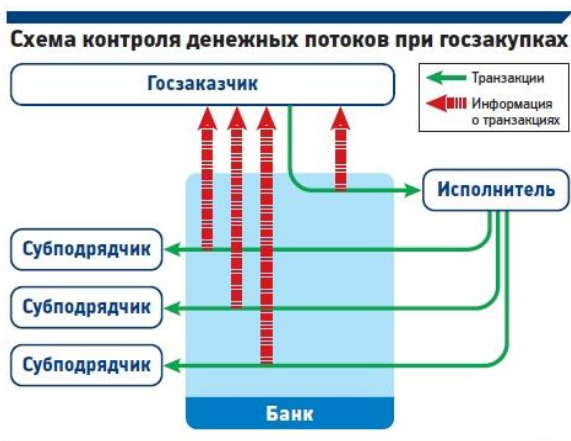 Схема контроля денежных потоков при госзакупках
Госзаказчик
Транзакции
Информация
о транзакциях
Исполнитель
Субподрядчик
Субподрядчик
Субподрядчик
Банк